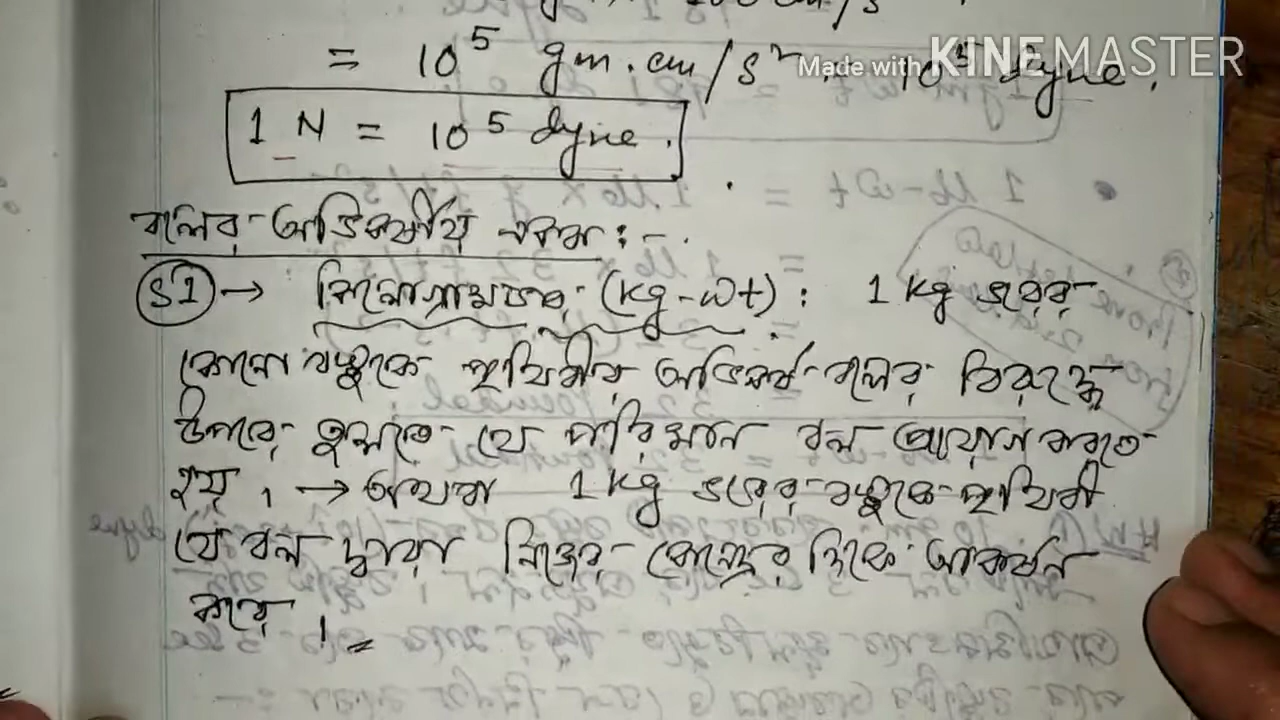 = 10⁵ gm.cm/s² = 10⁵ dyne.
Made with KINEMASTER
1 N = 10⁵ dyne.
বলের অভিকর্ষীয় একক :-
SI → কিলোগ্রামভর (kg-wt) : 1 kg ভরের
কোনো বস্তুকে পৃথিবীর অভিকর্ষ বলের বিরুদ্ধে
উপরে তুলতে যে পরিমান বল প্রয়োগ করতে
হয়। → অথবা 1 kg ভরের বস্তুকে পৃথিবী
যে বল দ্বারা নিজের কেন্দ্রের দিকে আকর্ষন
করে।